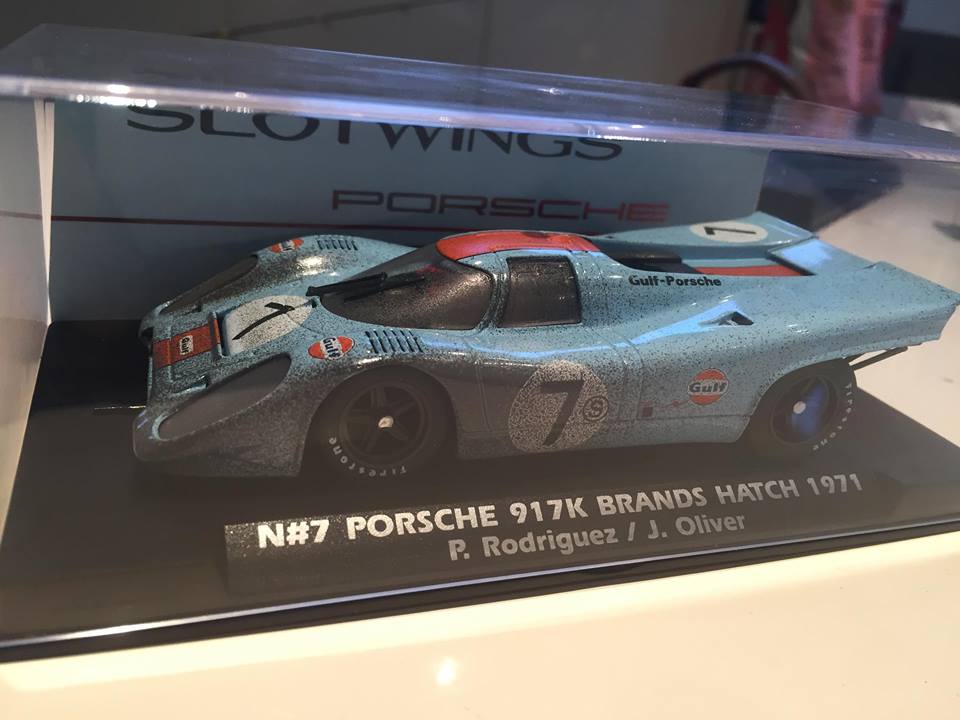 SLOTWINGS
PORSCHE
7
Gulf-Porsche
7
Gulf
Gulf
7
S
Gulf
Firestone
Firestone
N#7 PORSCHE 917K BRANDS HATCH 1971
P. Rodriguez / J. Oliver